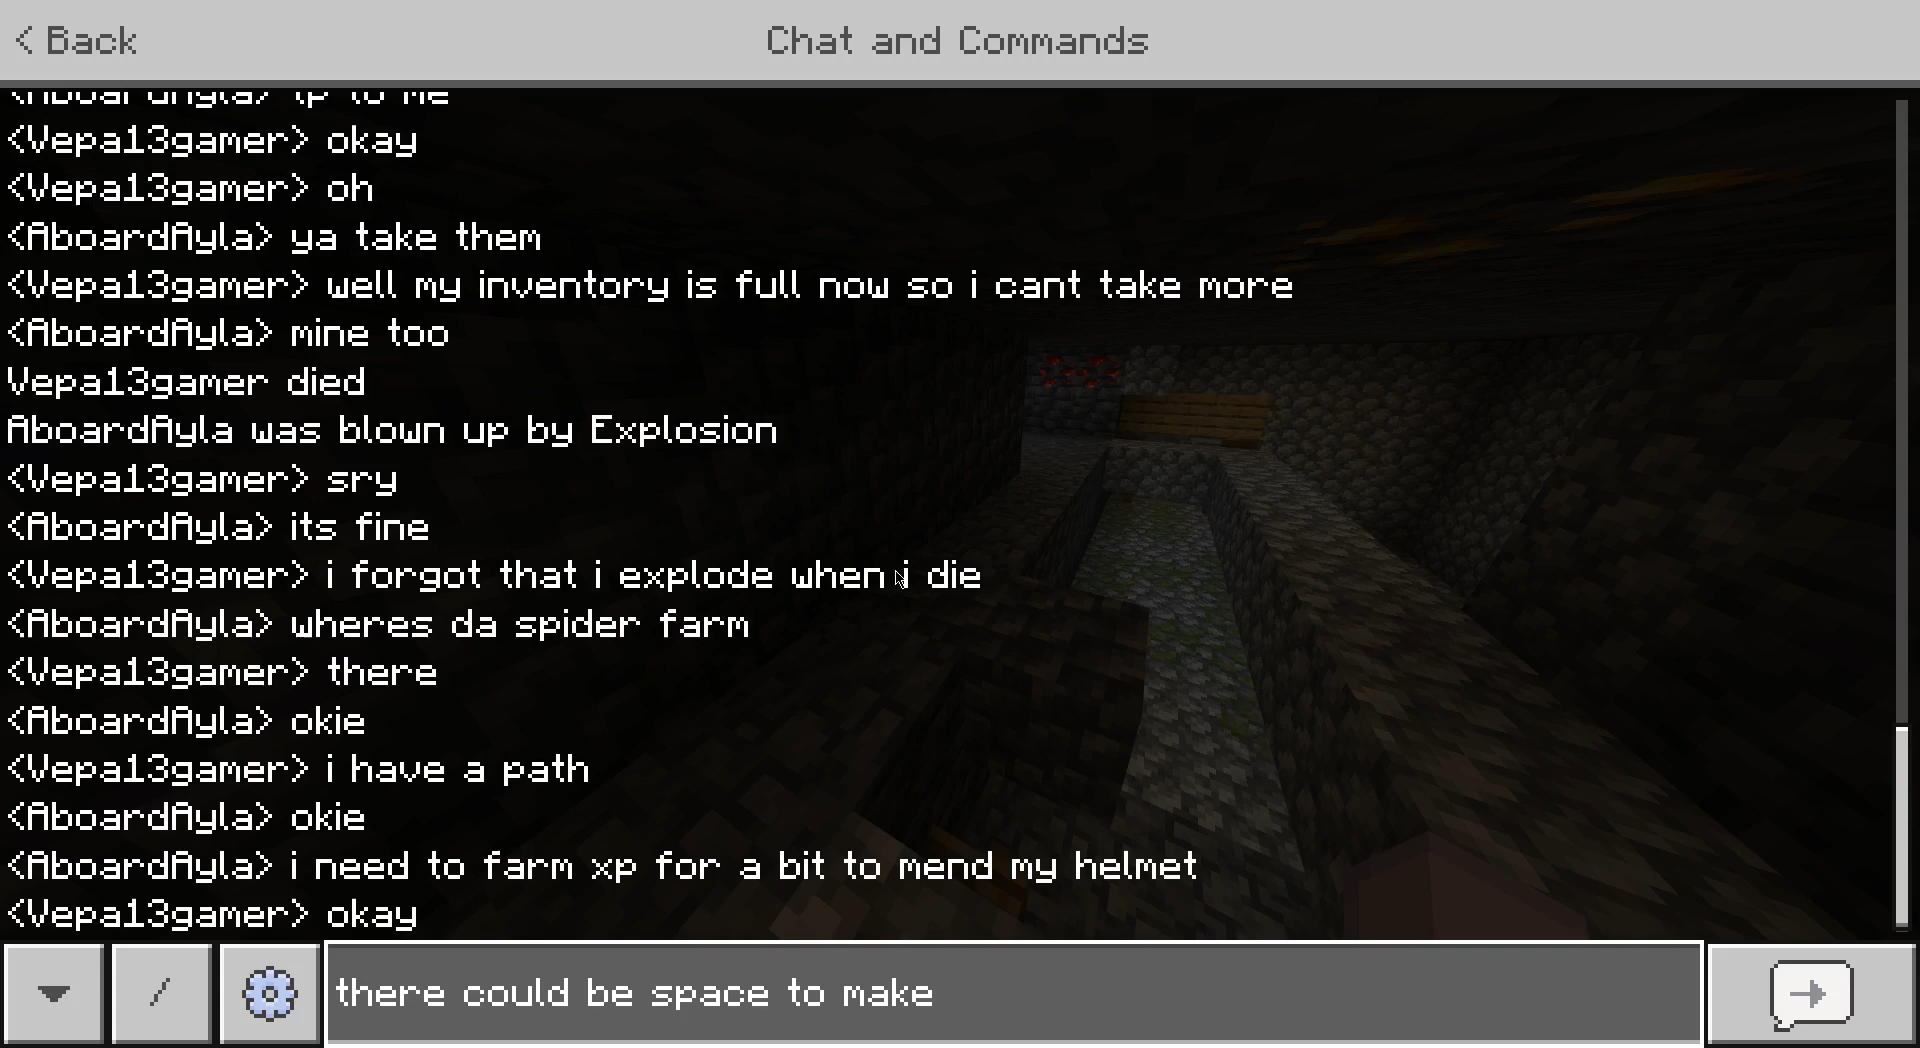 < Back
Chat and Commands
<AboardAyla> tp to me
<Vepa13gamer> okay
<Vepa13gamer> oh
<AboardAyla> ya take them
<Vepa13gamer> well my inventory is full now so i cant take more
<AboardAyla> mine too
Vepa13gamer died
AboardAyla was blown up by Explosion
<Vepa13gamer> sry
<AboardAyla> its fine
<Vepa13gamer> i forgot that i explode when i die
<AboardAyla> wheres da spider farm
<Vepa13gamer> there
<AboardAyla> okie
<Vepa13gamer> i have a path
<AboardAyla> okie
<AboardAyla> i need to farm xp for a bit to mend my helmet
<Vepa13gamer> okay
/
there could be space to make